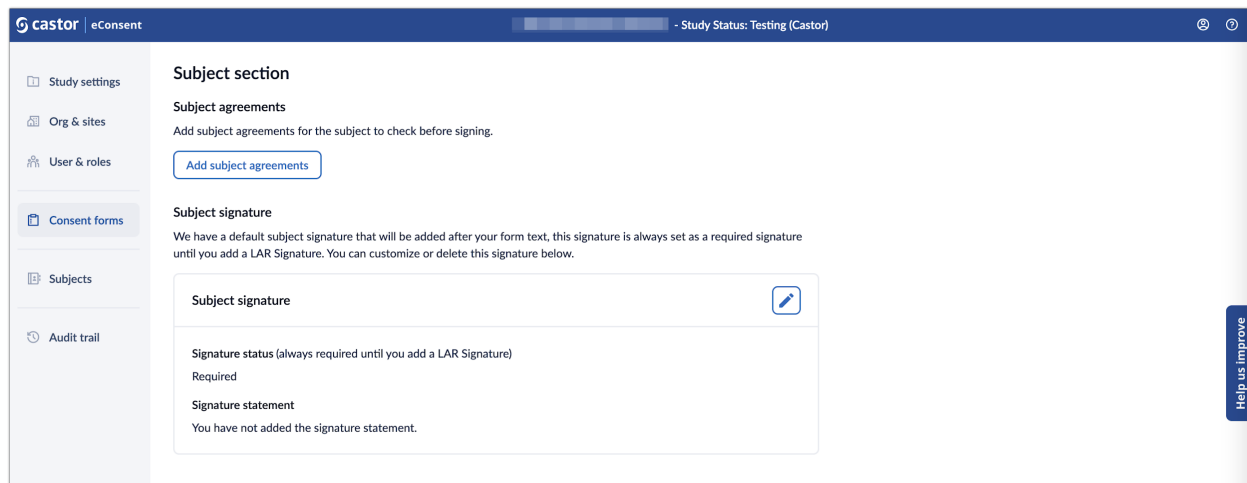 castor | eConsent
- Study Status: Testing (Castor)
Study settings
Org & sites
User & roles
Consent forms
Subjects
Audit trail
Subject section
Subject agreements
Add subject agreements for the subject to check before signing.
Add subject agreements
Subject signature
We have a default subject signature that will be added after your form text, this signature is always set as a required signature
until you add a LAR Signature. You can customize or delete this signature below.
Subject signature
Signature status (always required until you add a LAR Signature)
Required
Signature statement
You have not added the signature statement.
Help us improve